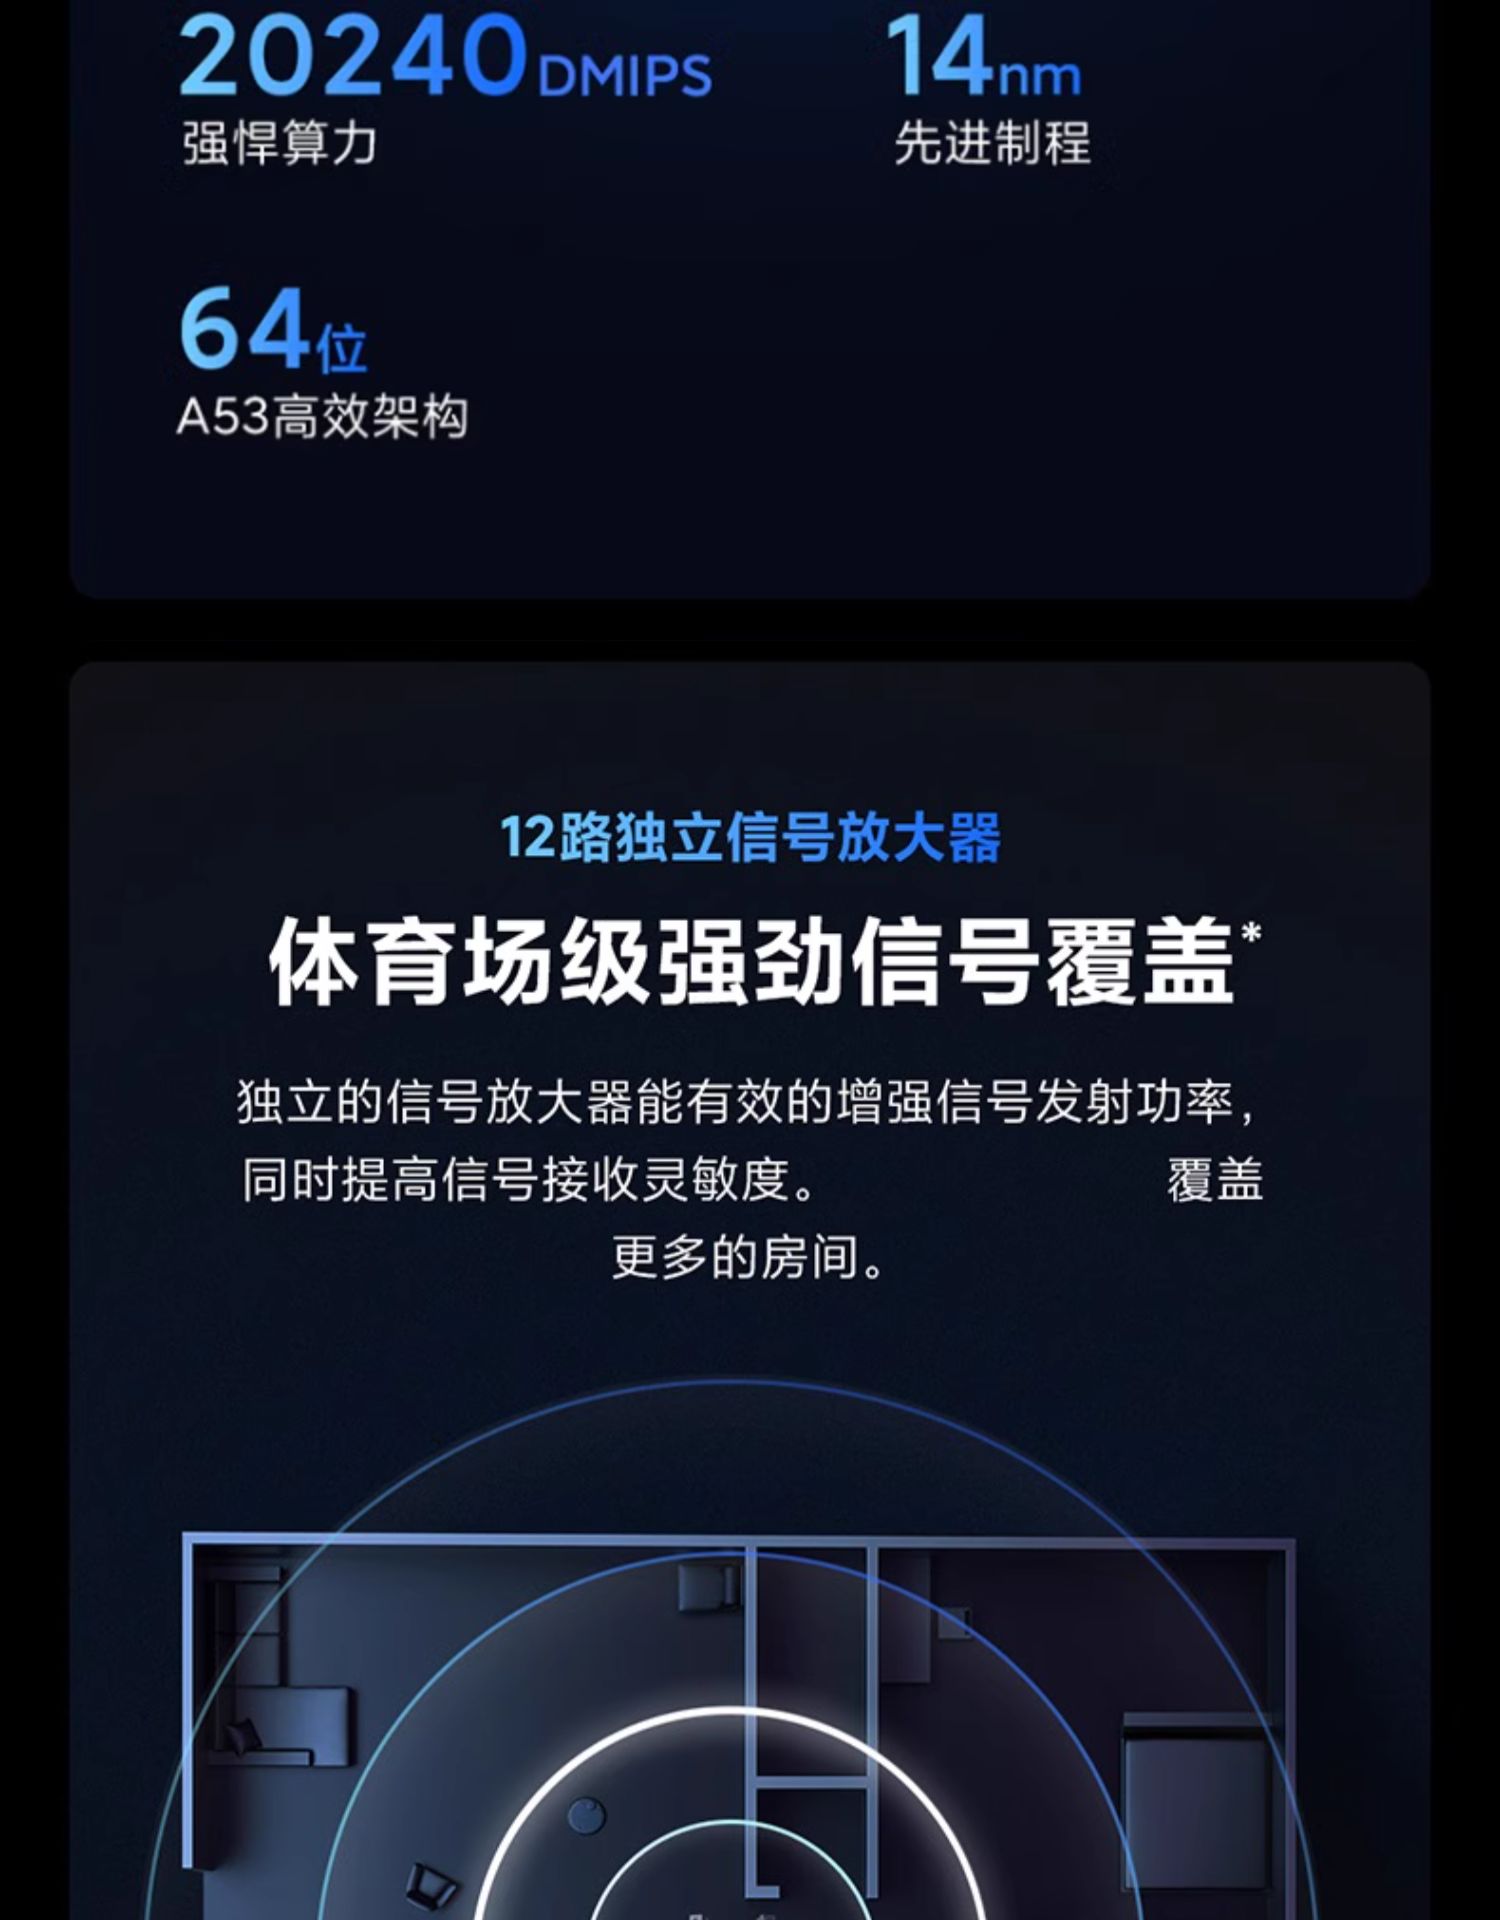 20240 DMIPS
强悍算力
14nm
先进制程
64位
A53高效架构
12路独立信号放大器
体育场级强劲信号覆盖*
独立的信号放大器能有效的增强信号发射功率，
同时提高信号接收灵敏度。 覆盖
更多的房间。